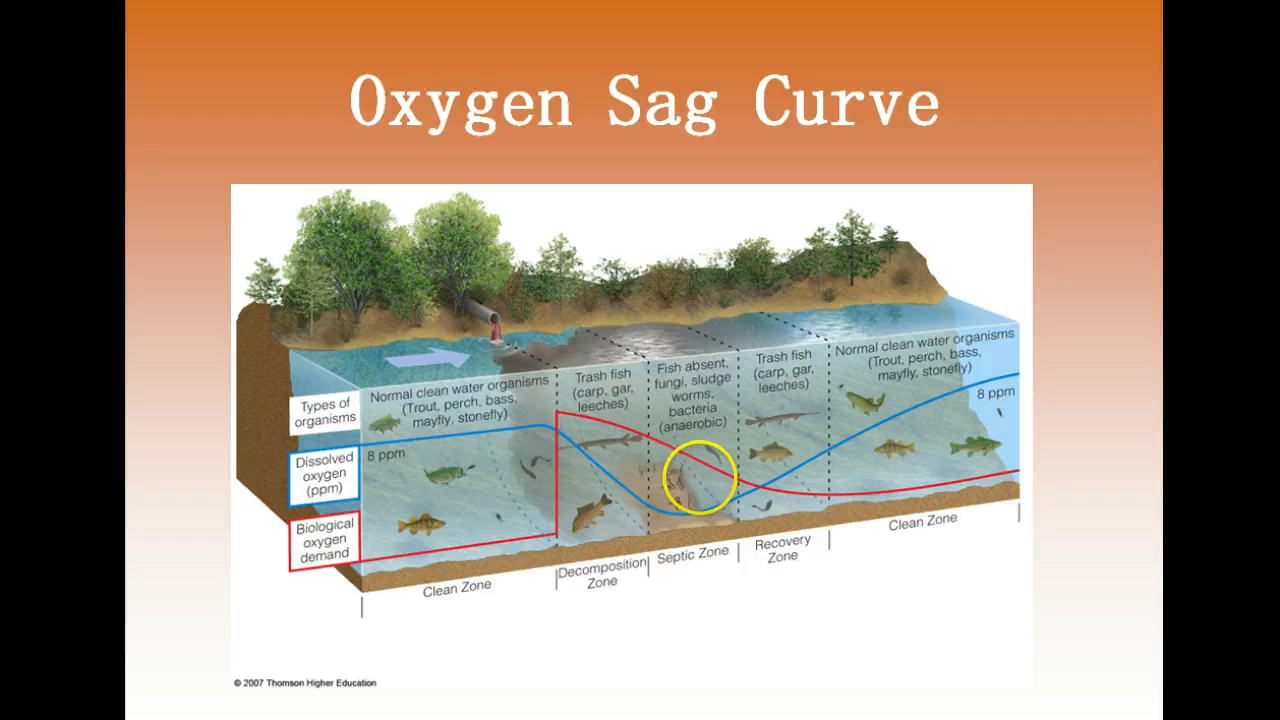 Oxygen Sag Curve
Types of
organisms
Normal clean water organisms
(Trout, perch, bass,
mayfly, stonefly)
Trash fish
(carp, gar,
leeches)
Fish absent,
fungi, sludge
worms,
bacteria
(anaerobic)
Trash fish
(carp, gar,
leeches)
Normal clean water organisms
(Trout, perch, bass,
mayfly, stonefly)
Dissolved
oxygen
(ppm)
8 ppm
8 ppm
Biological
oxygen
demand
Clean Zone
Decomposition
Zone
Septic Zone
Recovery
Zone
Clean Zone
© 2007 Thomson Higher Education